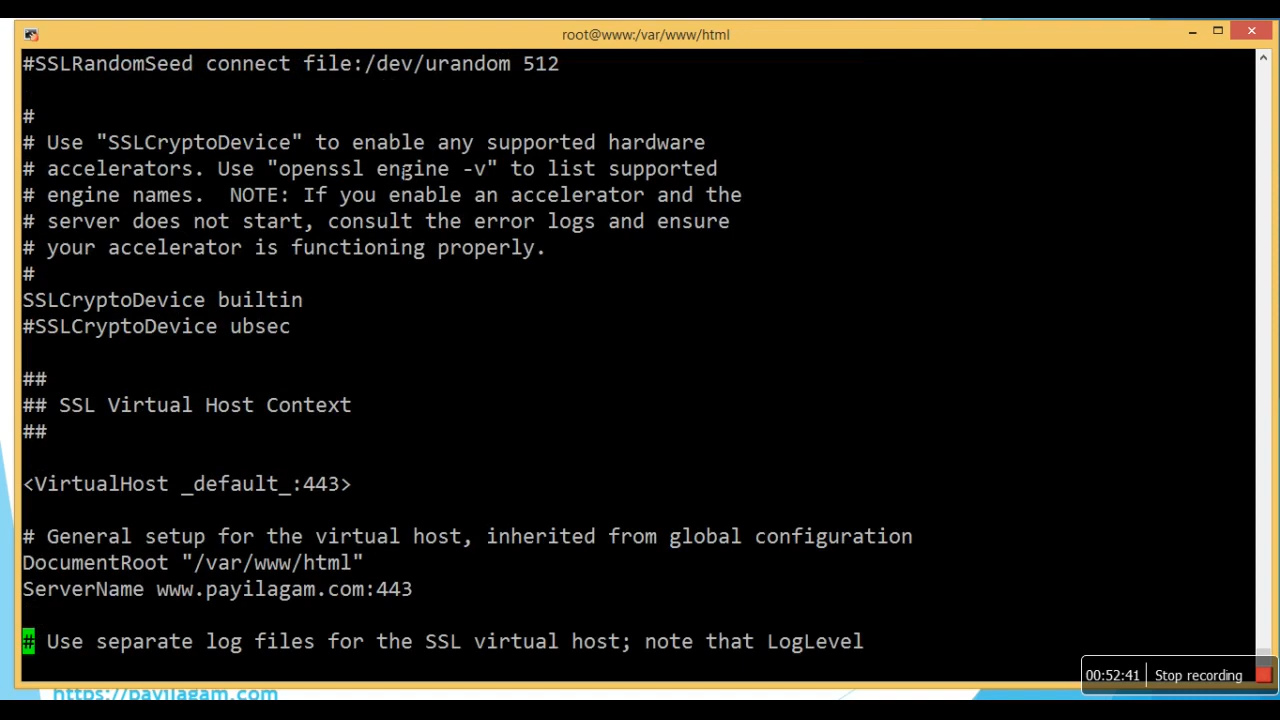 root@www:/var/www/html
#SSLRandomSeed connect file:/dev/urandom 512
#
# Use "SSLCryptoDevice" to enable any supported hardware
# accelerators. Use "openssl engine -v" to list supported
# engine names.  NOTE: If you enable an accelerator and the
# server does not start, consult the error logs and ensure
# your accelerator is functioning properly.
#
SSLCryptoDevice builtin
#SSLCryptoDevice ubsec
##
## SSL Virtual Host Context
##
<VirtualHost _default_:443>
# General setup for the virtual host, inherited from global configuration
DocumentRoot "/var/www/html"
ServerName www.payilagam.com:443
# Use separate log files for the SSL virtual host; note that LogLevel
00:52:41 Stop recording
https://payilagam.com